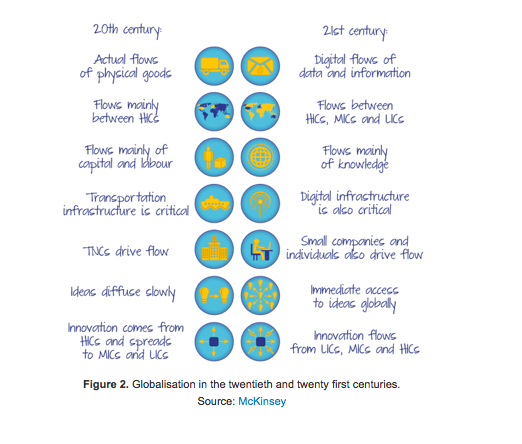 20th century:
21st century:
Actual flows
of physical goods
Digital flows of
data and information
Flows mainly
between HICs
Flows between
HICs, MICs and LICs
Flows mainly of
capital and labour
Flows mainly
of knowledge
Transportation
infrastructure is critical
Digital infrastructure
is also critical
TNCs drive flow
Small companies and
individuals also drive flow
Ideas diffuse slowly
Immediate access
to ideas globally
Innovation comes from
HICs and spreads
to MICs and LICs
Innovation flows
from LICs, MICs and HICs
Figure 2. Globalisation in the twentieth and twenty first centuries.
Source: McKinsey